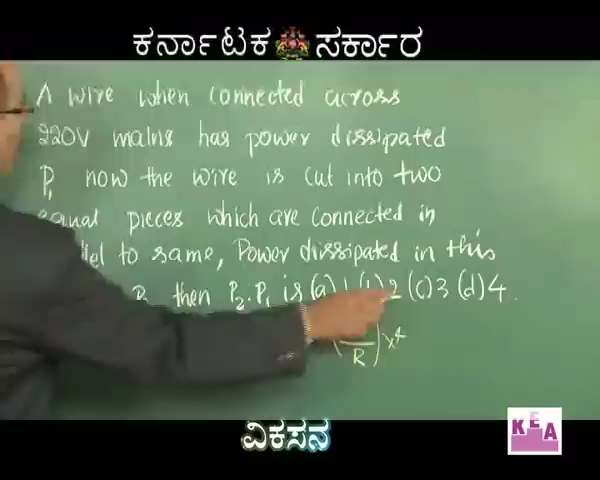 ಕರ್ನಾಟಕ ಸರ್ಕಾರ
A wire when connected across
220V mains has power dissipated
P₁ now the wire is cut into two
equal pieces which are connected in
to same, Power dissipated in this
then P₂:P₁ is (a) 1 2 (c) 3 (d) 4
R x4
ವಿಕಸನ
KEA